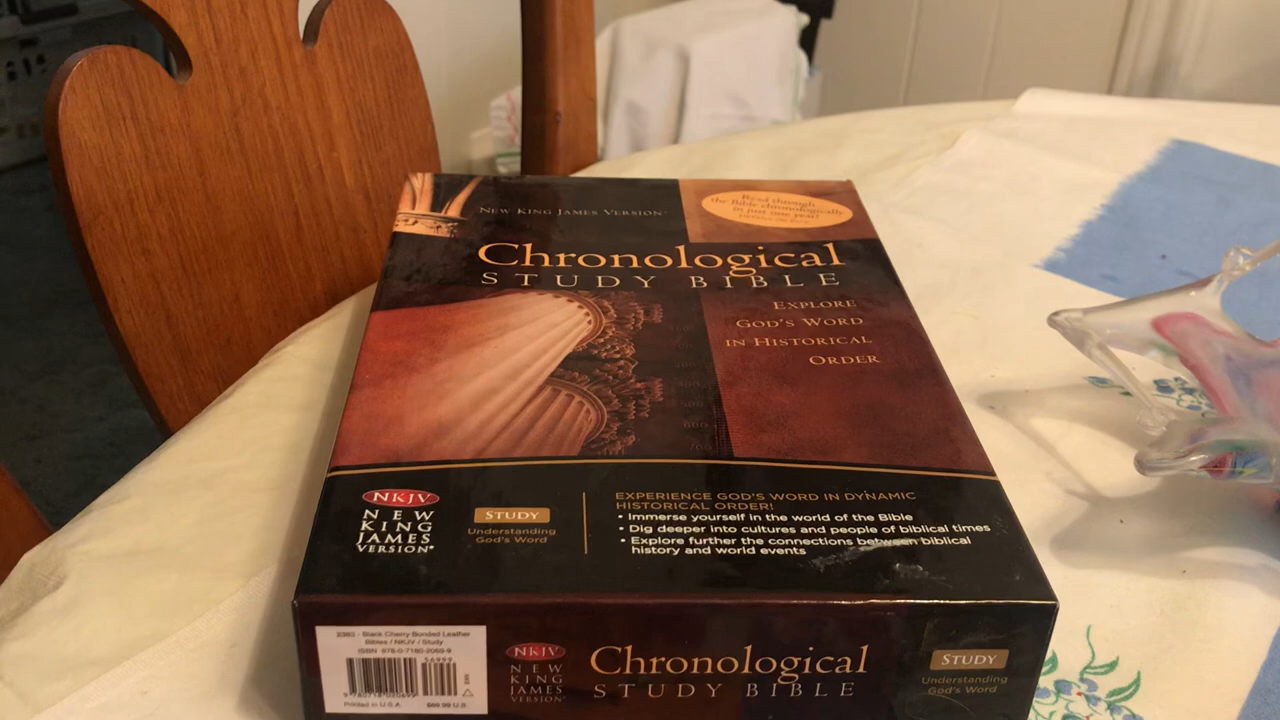 New King James Version
Read through
the Bible chronologically
in just one year!
Chronological
STUDY BIBLE
EXPLORE
GOD'S WORD
IN HISTORICAL
ORDER
NKJV
NEW
KING
JAMES
VERSION®
STUDY
Understanding
God's Word
EXPERIENCE GOD'S WORD IN DYNAMIC
HISTORICAL ORDER!
• Immerse yourself in the world of the Bible
• Dig deeper into cultures and people of biblical times
• Explore further the connections between biblical
history and world events
Black Cherry Bonded Leather
Bibles / NKJV / Study
ISBN 978-0-7180-2069-9
56999
Printed in U.S.A.
$69.99 U.S.
NKJV
NEW
KING
JAMES
VERSION®
Chronological
STUDY BIBLE
STUDY
Understanding
God's Word